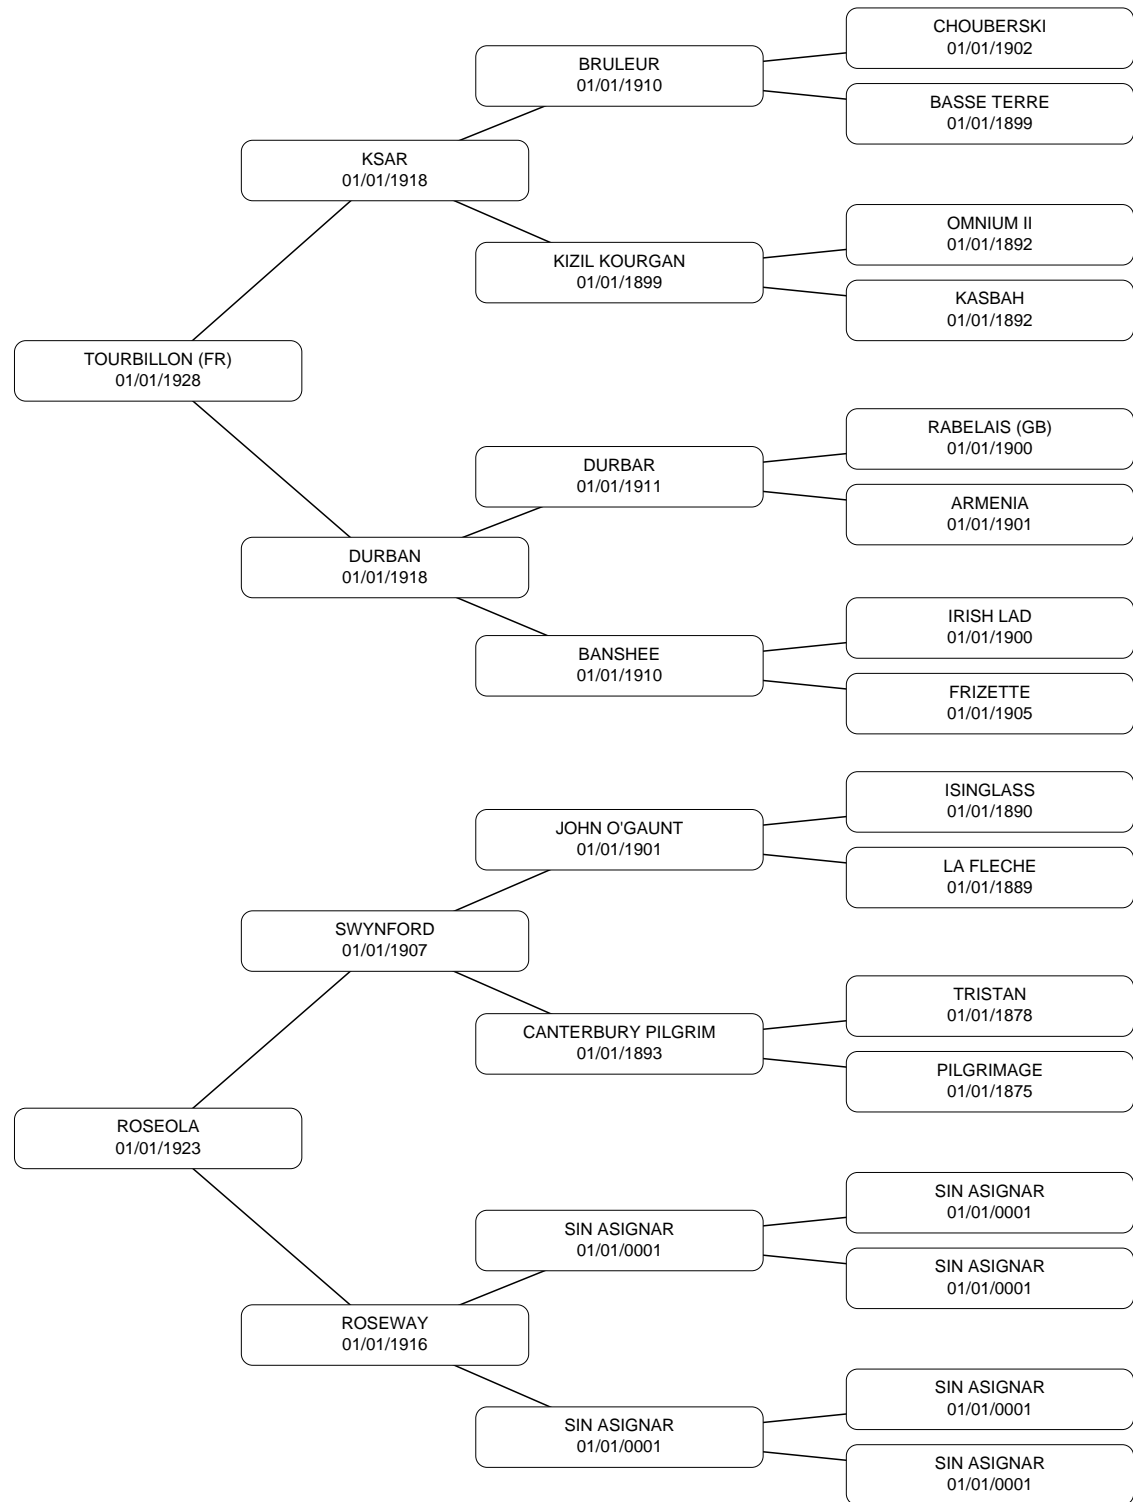 CHOUBERSKI
01/01/1902
BRULEUR
01/01/1910
BASSE TERRE
01/01/1899
KSAR
01/01/1918
OMNIUM II
01/01/1892
KIZIL KOURGAN
01/01/1899
KASBAH
01/01/1892
TOURBILLON (FR)
01/01/1928
RABELAIS (GB)
01/01/1900
DURBAR
01/01/1911
ARMENIA
01/01/1901
DURBAN
01/01/1918
IRISH LAD
01/01/1900
BANSHEE
01/01/1910
FRIZETTE
01/01/1905
ISINGLASS
01/01/1890
JOHN O'GAUNT
01/01/1901
LA FLECHE
01/01/1889
SWYNFORD
01/01/1907
TRISTAN
01/01/1878
CANTERBURY PILGRIM
01/01/1893
PILGRIMAGE
01/01/1875
ROSEOLA
01/01/1923
SIN ASIGNAR
01/01/0001
SIN ASIGNAR
01/01/0001
SIN ASIGNAR
01/01/0001
ROSEWAY
01/01/1916
SIN ASIGNAR
01/01/0001
SIN ASIGNAR
01/01/0001
SIN ASIGNAR
01/01/0001